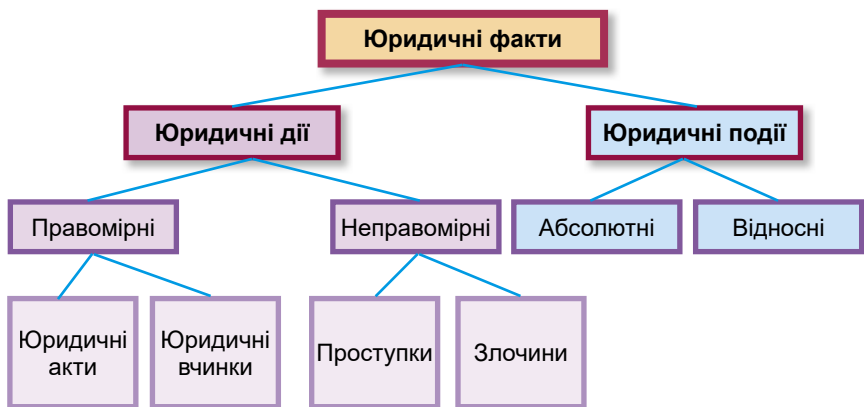 Юридичні факти
Юридичні дії
Юридичні події
Правомірні
Неправомірні
Абсолютні
Відносні
Юридичні
акти
Юридичні
вчинки
Проступки
Злочини